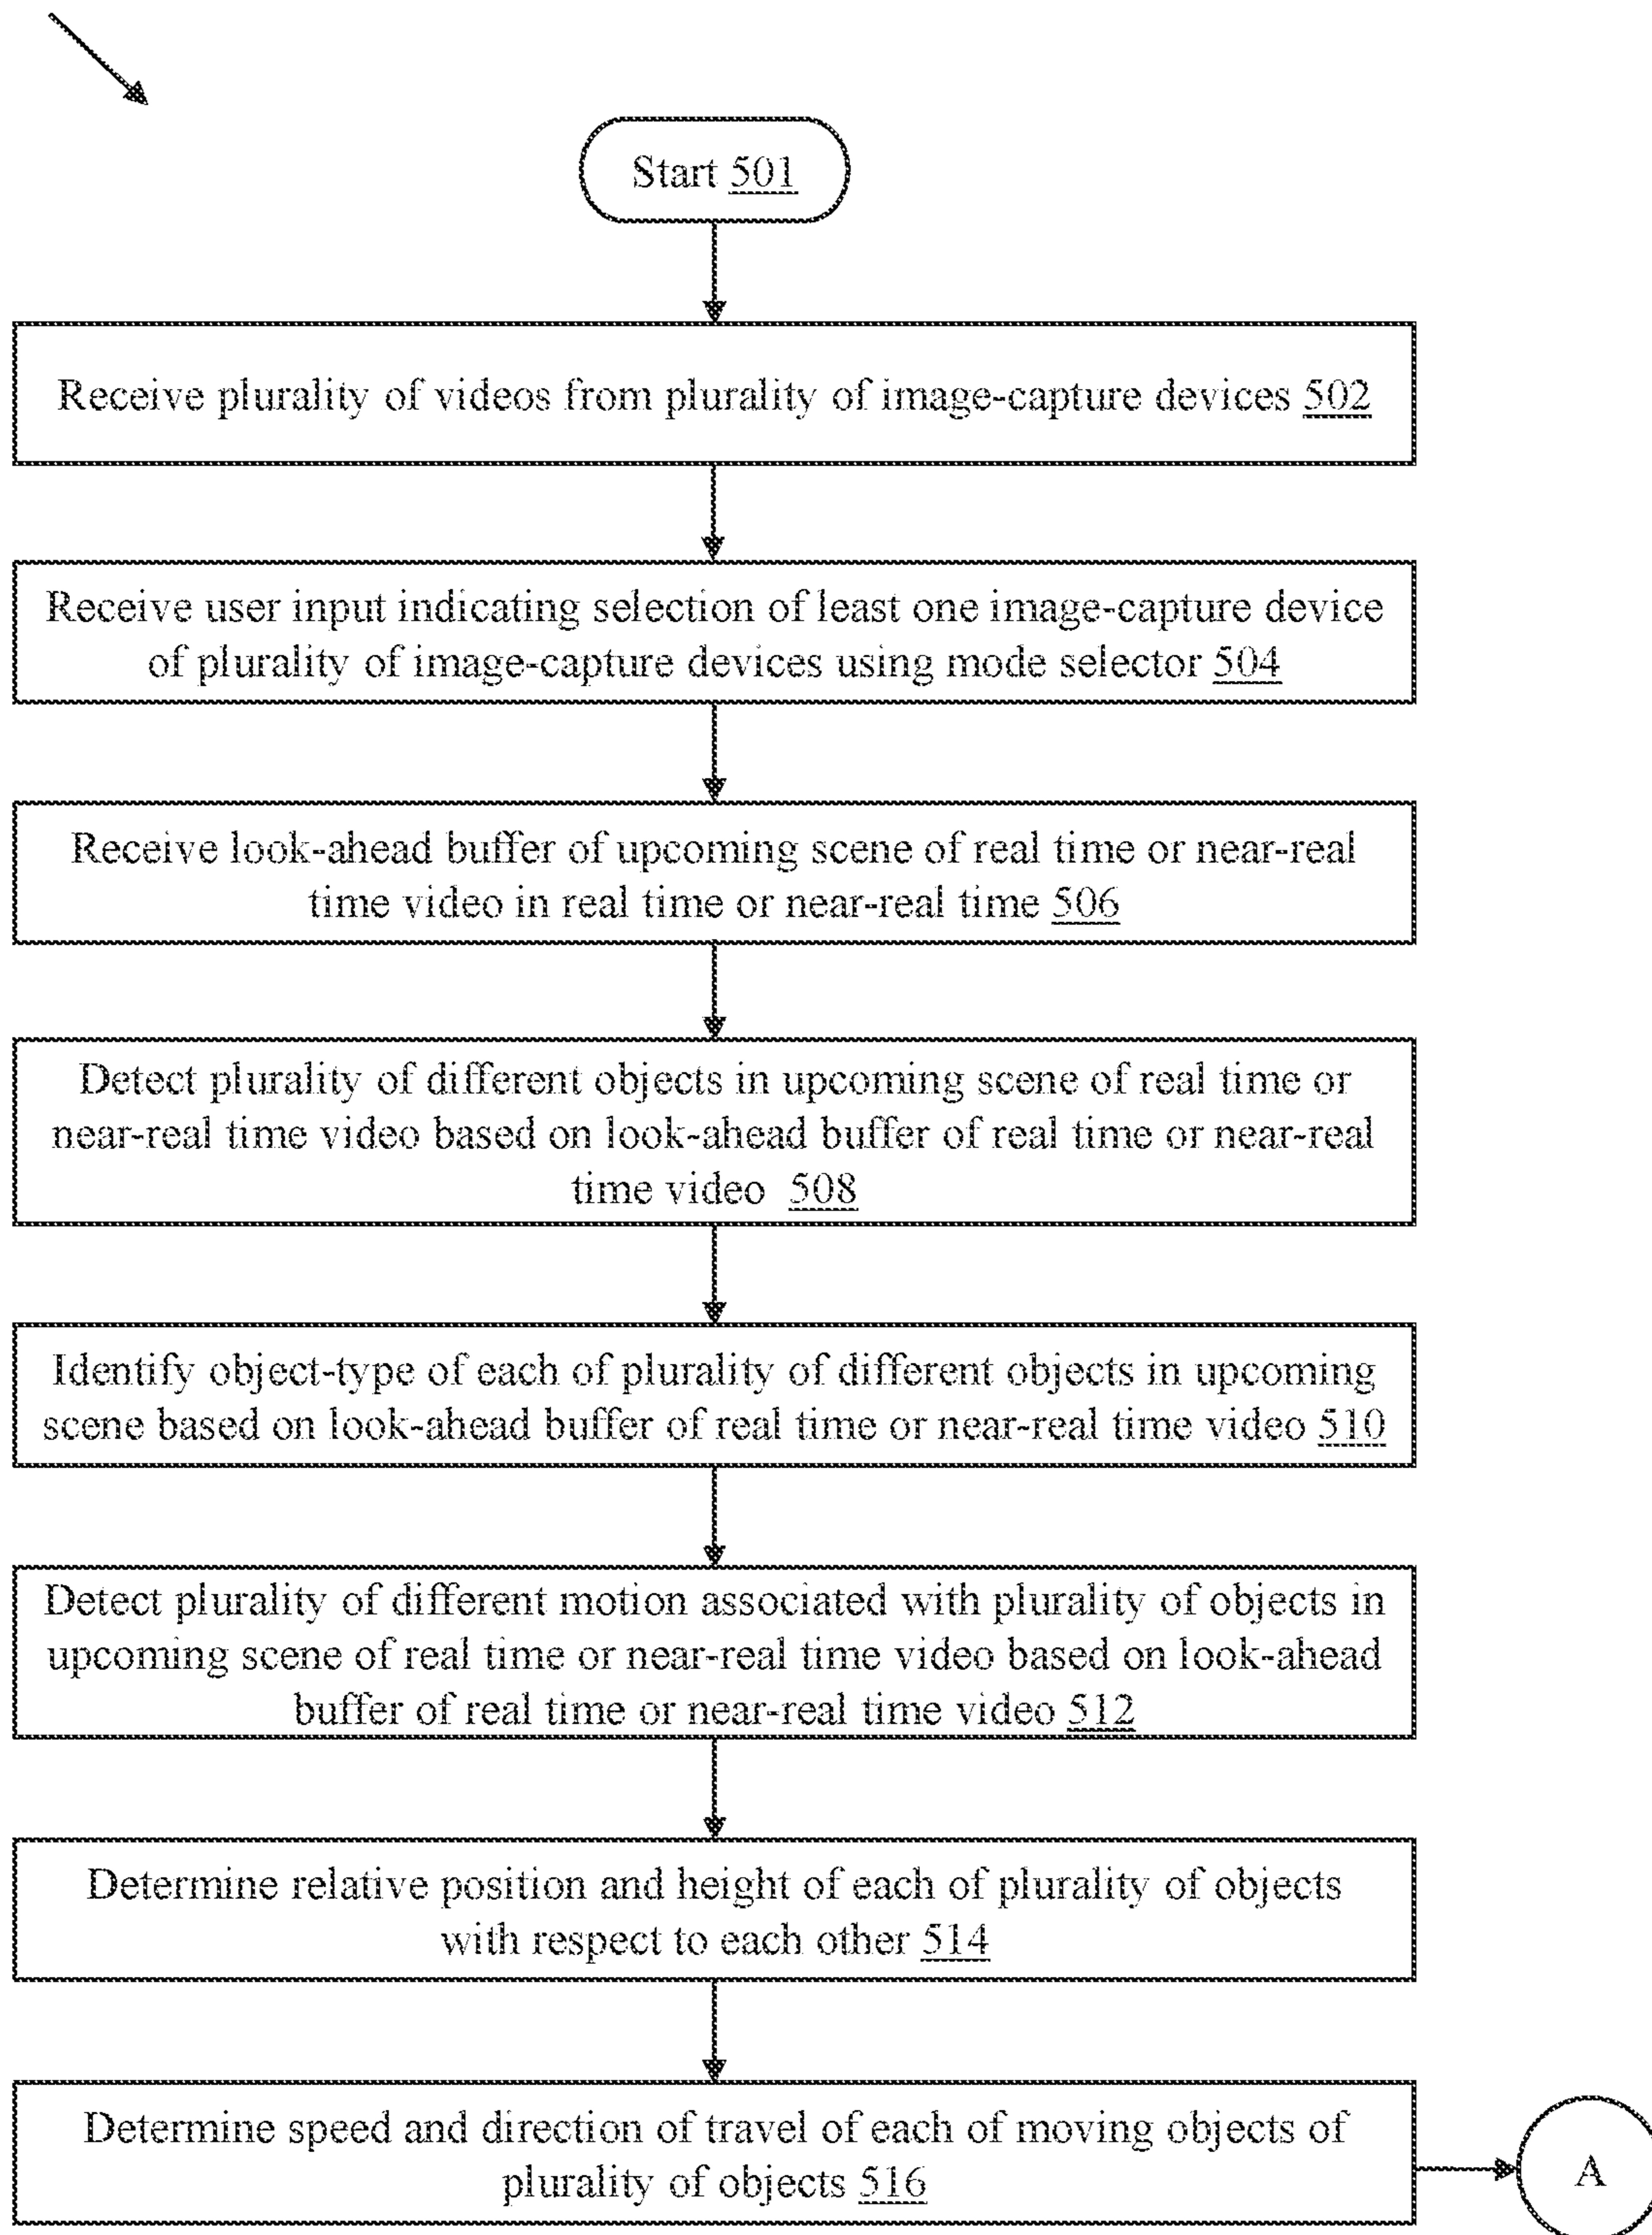 Start 501
Receive plurality of videos from plurality of image-capture devices 502
Receive user input indicating selection of least one image-capture device
of plurality of image-capture devices using mode selector 504
Receive look-ahead buffer of upcoming scene of real time or near-real
time video in real time or near-real time 506
Detect plurality of different objects in upcoming scene of real time or
near-real time video based on look-ahead buffer of real time or near-real
time video 508
Identify object-type of each of plurality of different objects in upcoming
scene based on look-ahead buffer of real time or near-real time video 510
Detect plurality of different motion associated with plurality of objects in
upcoming scene of real time or near-real time video based on look-ahead
buffer of real time or near-real time video 512
Determine relative position and height of each of plurality of objects
with respect to each other 514
Determine speed and direction of travel of each of moving objects of
plurality of objects 516
A